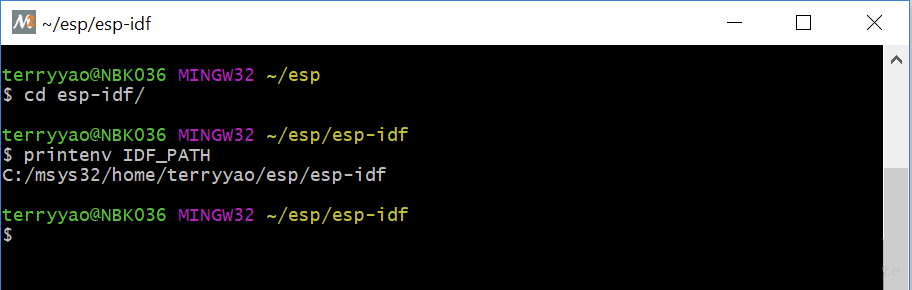 ~/esp/esp-idf
terryyao@NBK036 MINGW32 ~/esp
$ cd esp-idf/
terryyao@NBK036 MINGW32 ~/esp/esp-idf
$ printenv IDF_PATH
C:/msys32/home/terryyao/esp/esp-idf
terryyao@NBK036 MINGW32 ~/esp/esp-idf
$